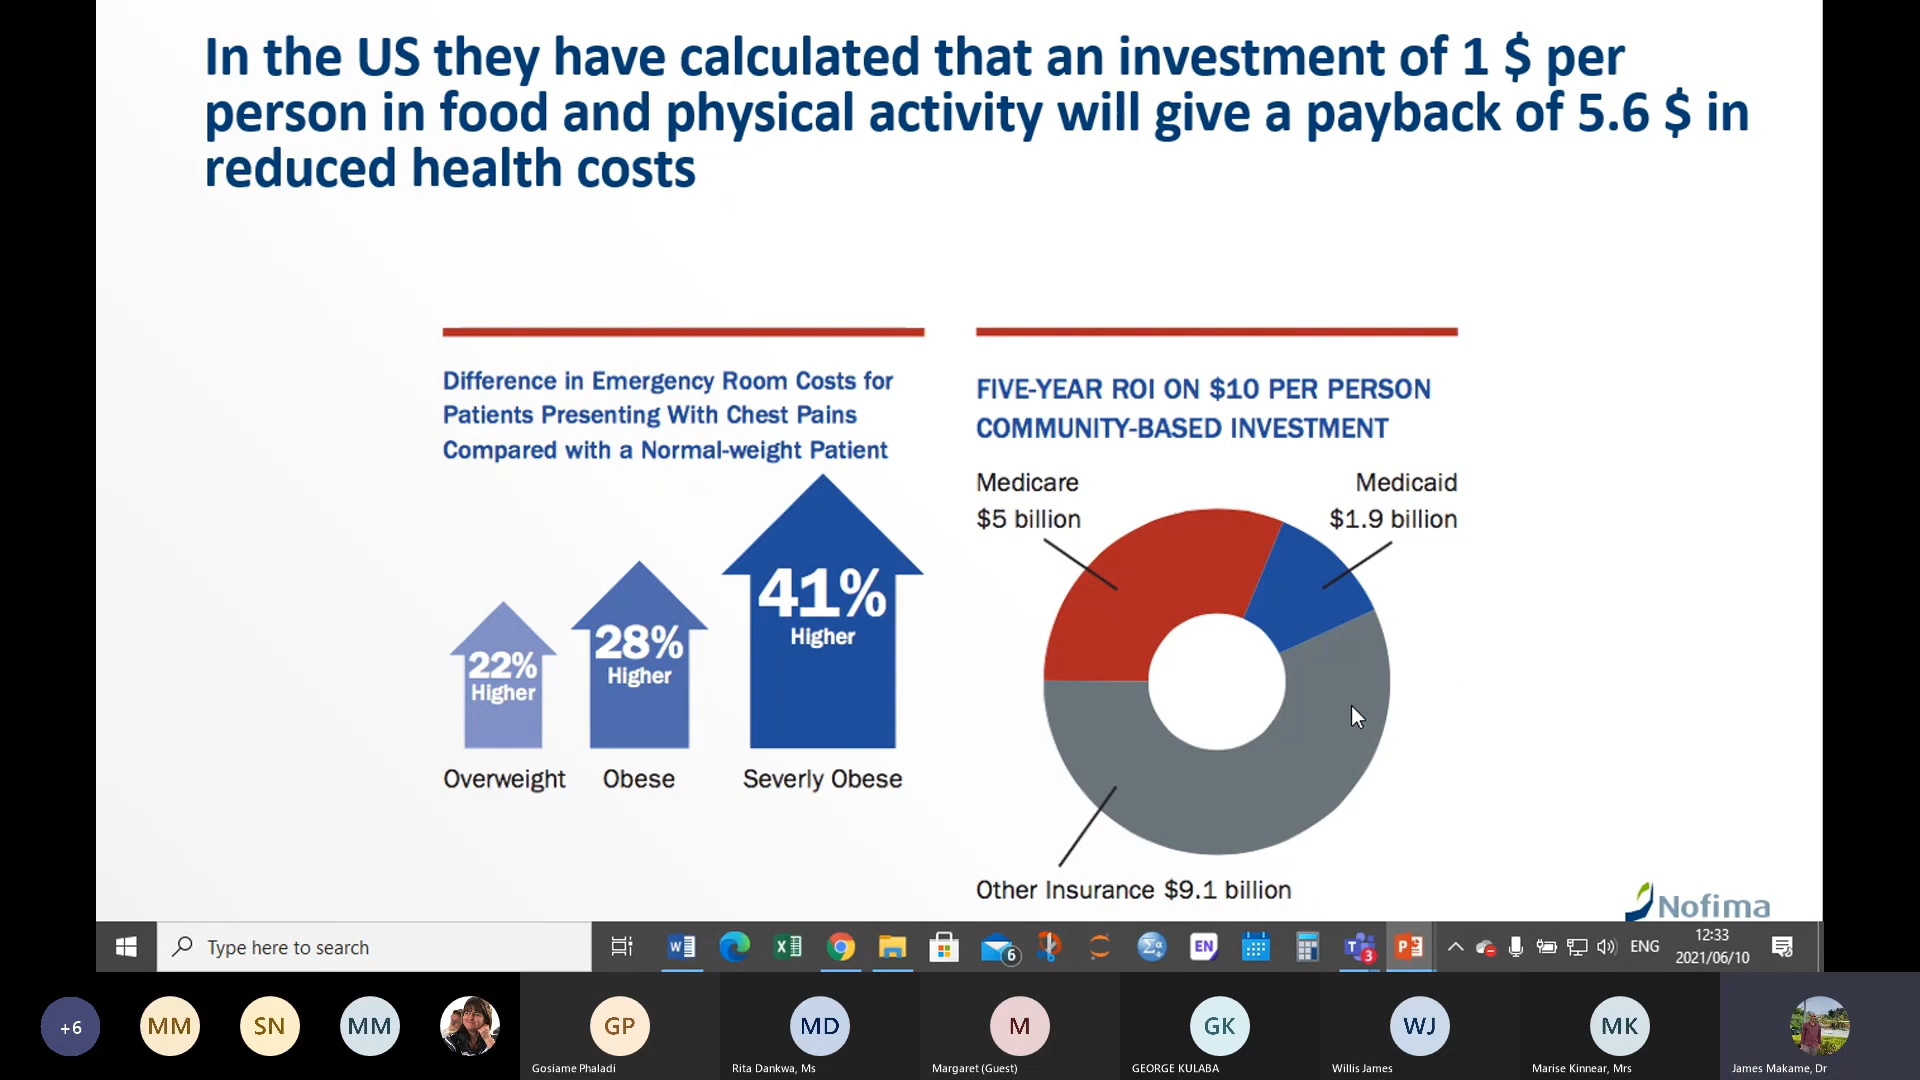 In the US they have calculated that an investment of 1 $ per
person in food and physical activity will give a payback of 5.6 $ in
reduced health costs
Difference in Emergency Room Costs for
Patients Presenting With Chest Pains
Compared with a Normal-weight Patient
22%
Higher
28%
Higher
41%
Higher
Overweight
Obese
Severly Obese
FIVE-YEAR ROI ON $10 PER PERSON
COMMUNITY-BASED INVESTMENT
Medicare
$5 billion
Medicaid
$1.9 billion
Other Insurance $9.1 billion
Nofima
Type here to search
6
EN
3
ENG
12:33
2021/06/10
+6
MM
SN
MM
GP
Gosiame Phaladi
MD
Rita Dankwa, Ms
M
Margaret (Guest)
GK
GEORGE KULABA
WJ
Willis James
MK
Marise Kinnear, Mrs
James Makame, Dr